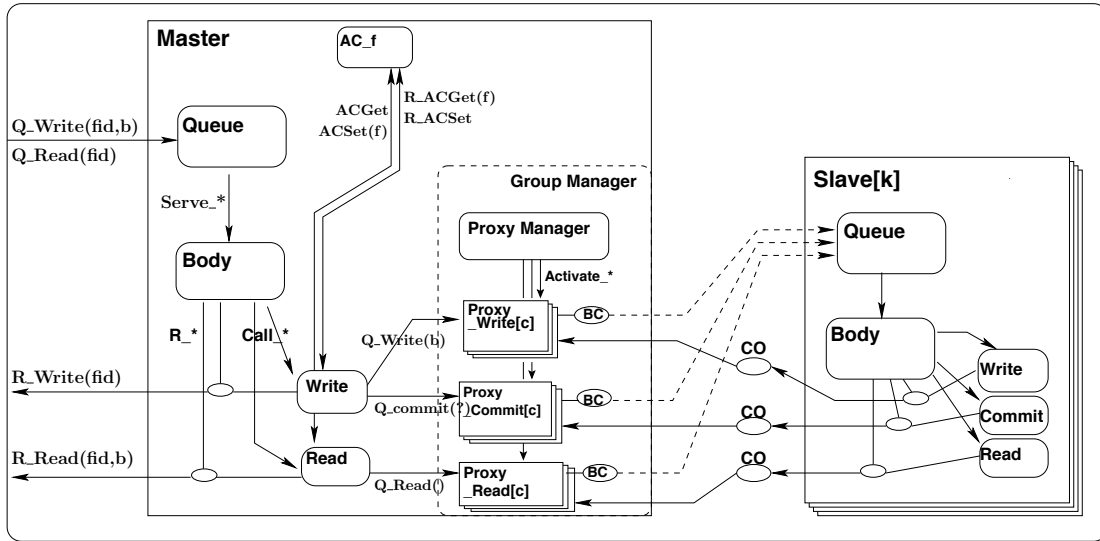 Master
AC_f
ACGet
ACSet(f)
R_ACGet(f)
R_ACSet
Q_Write(fid,b)
Q_Read(fid)
Queue
Serve_*
Body
R_*
Call_*
R_Write(fid)
R_Read(fid,b)
Write
Read
Group Manager
Proxy Manager
Activate_*
Q_Write(b)
Q_commit(?)
Q_Read()
Proxy
_Write[c]
Proxy
_Commit[c]
Proxy
_Read[c]
BC
BC
BC
CO
CO
CO
Slave[k]
Queue
Body
Write
Commit
Read